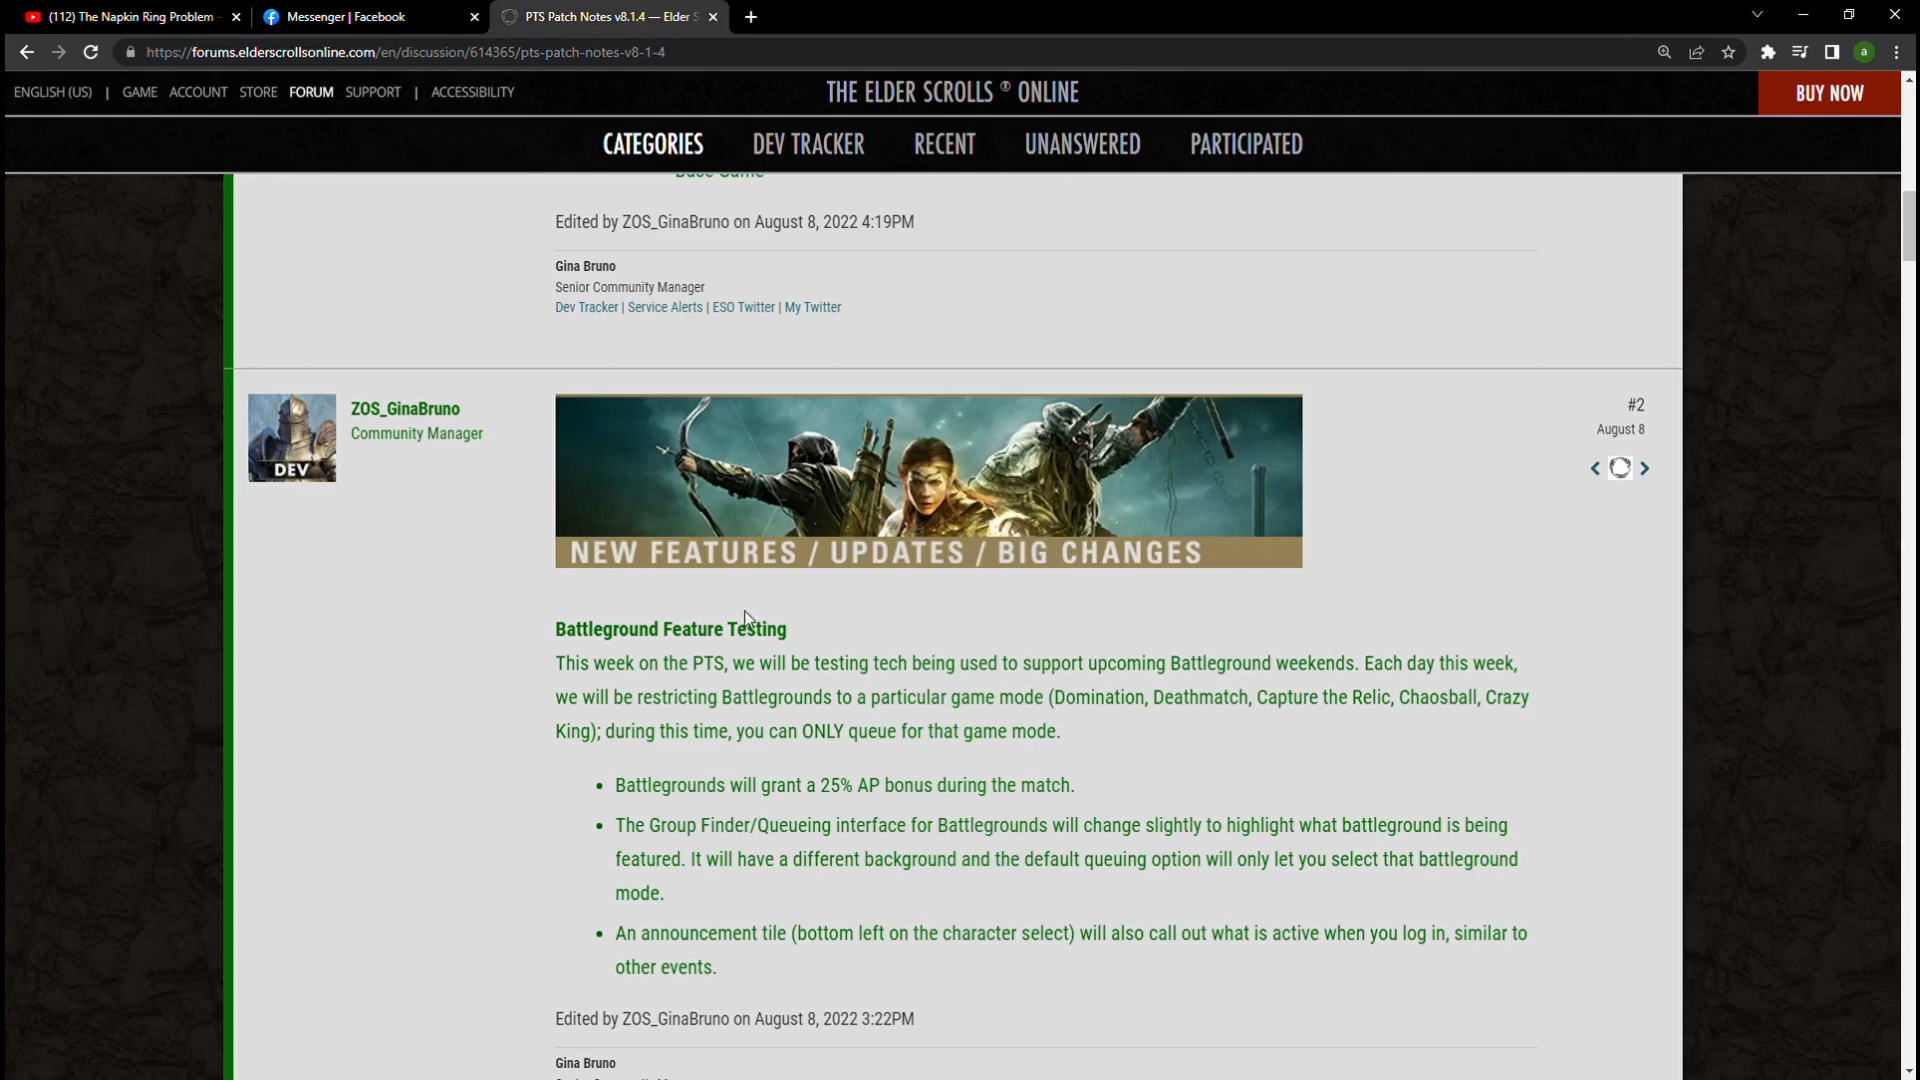 (112) The Napkin Ring Problem
Messenger | Facebook
PTS Patch Notes v8.1.4 — Elder S
https://forums.elderscrollsonline.com/en/discussion/614365/pts-patch-notes-v8-1-4
a
ENGLISH (US) | GAME ACCOUNT STORE FORUM SUPPORT | ACCESSIBILITY
THE ELDER SCROLLS ® ONLINE
BUY NOW
CATEGORIES DEV TRACKER RECENT UNANSWERED PARTICIPATED
Base Game
Edited by ZOS_GinaBruno on August 8, 2022 4:19PM
Gina Bruno
Senior Community Manager
Dev Tracker | Service Alerts | ESO Twitter | My Twitter
ZOS_GinaBruno
Community Manager
DEV
#2
August 8
NEW FEATURES / UPDATES / BIG CHANGES
Battleground Feature Testing
This week on the PTS, we will be testing tech being used to support upcoming Battleground weekends. Each day this week,
we will be restricting Battlegrounds to a particular game mode (Domination, Deathmatch, Capture the Relic, Chaosball, Crazy
King); during this time, you can ONLY queue for that game mode.
• Battlegrounds will grant a 25% AP bonus during the match.
• The Group Finder/Queueing interface for Battlegrounds will change slightly to highlight what battleground is being
featured. It will have a different background and the default queuing option will only let you select that battleground
mode.
• An announcement tile (bottom left on the character select) will also call out what is active when you log in, similar to
other events.
Edited by ZOS_GinaBruno on August 8, 2022 3:22PM
Gina Bruno